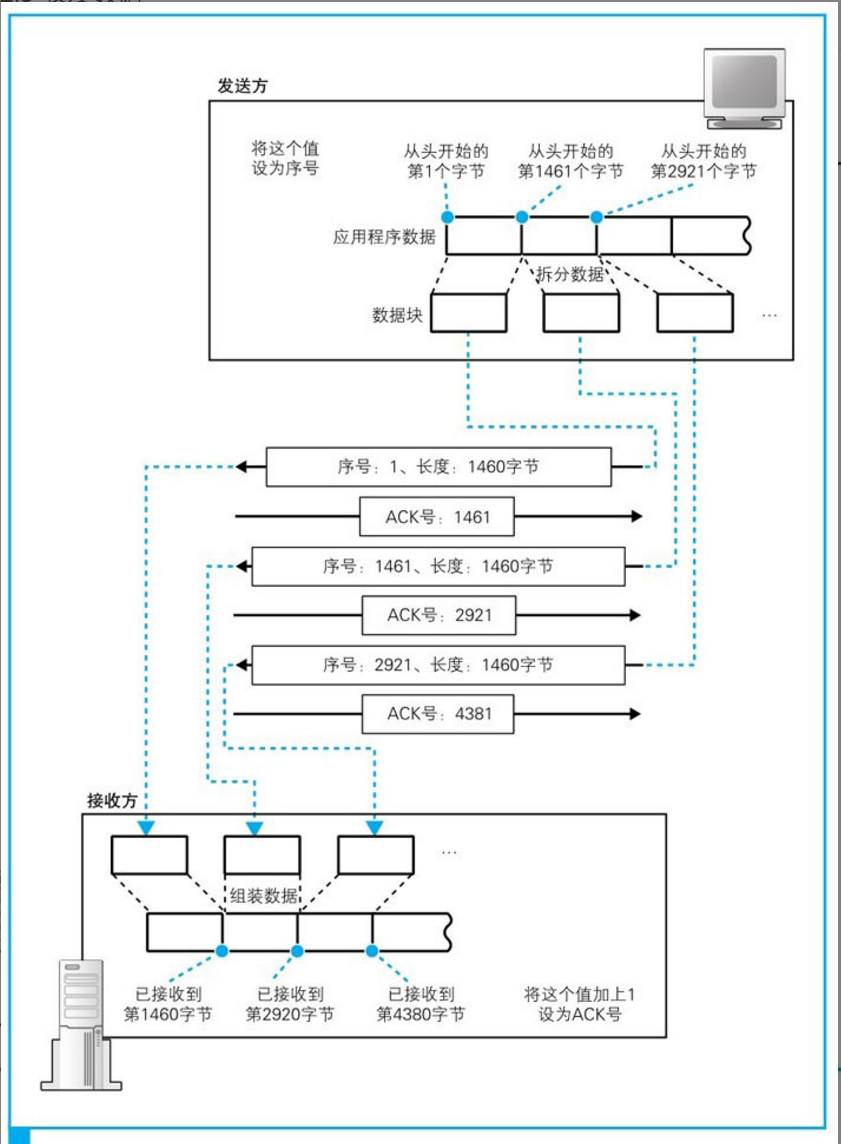 发送方
将这个值
设为序号
从头开始的
第1个字节
从头开始的
第1461个字节
从头开始的
第2921个字节
应用程序数据
拆分数据
数据块
…
序号：1、长度：1460字节
ACK号：1461
序号：1461、长度：1460字节
ACK号：2921
序号：2921、长度：1460字节
ACK号：4381
接收方
…
组装数据
已接收到
第1460字节
已接收到
第2920字节
已接收到
第4380字节
将这个值加上1
设为ACK号